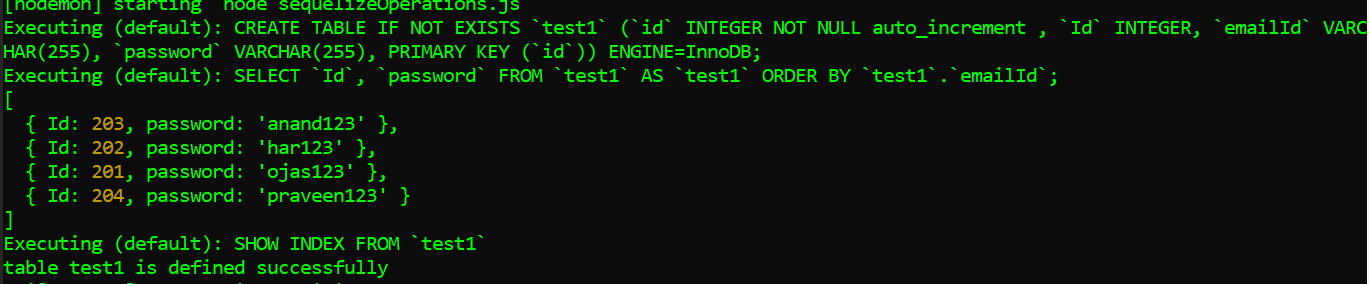 [nodemon] starting `node sequelizeOperations.js`
Executing (default): CREATE TABLE IF NOT EXISTS `test1` (`id` INTEGER NOT NULL auto_increment , `Id` INTEGER, `emailId` VARC
HAR(255), `password` VARCHAR(255), PRIMARY KEY (`id`)) ENGINE=InnoDB;
Executing (default): SELECT `Id`, `password` FROM `test1` AS `test1` ORDER BY `test1`.`emailId`;
[
  { Id: 203, password: 'anand123' },
  { Id: 202, password: 'har123' },
  { Id: 201, password: 'ojas123' },
  { Id: 204, password: 'praveen123' }
]
Executing (default): SHOW INDEX FROM `test1`
table test1 is defined successfully